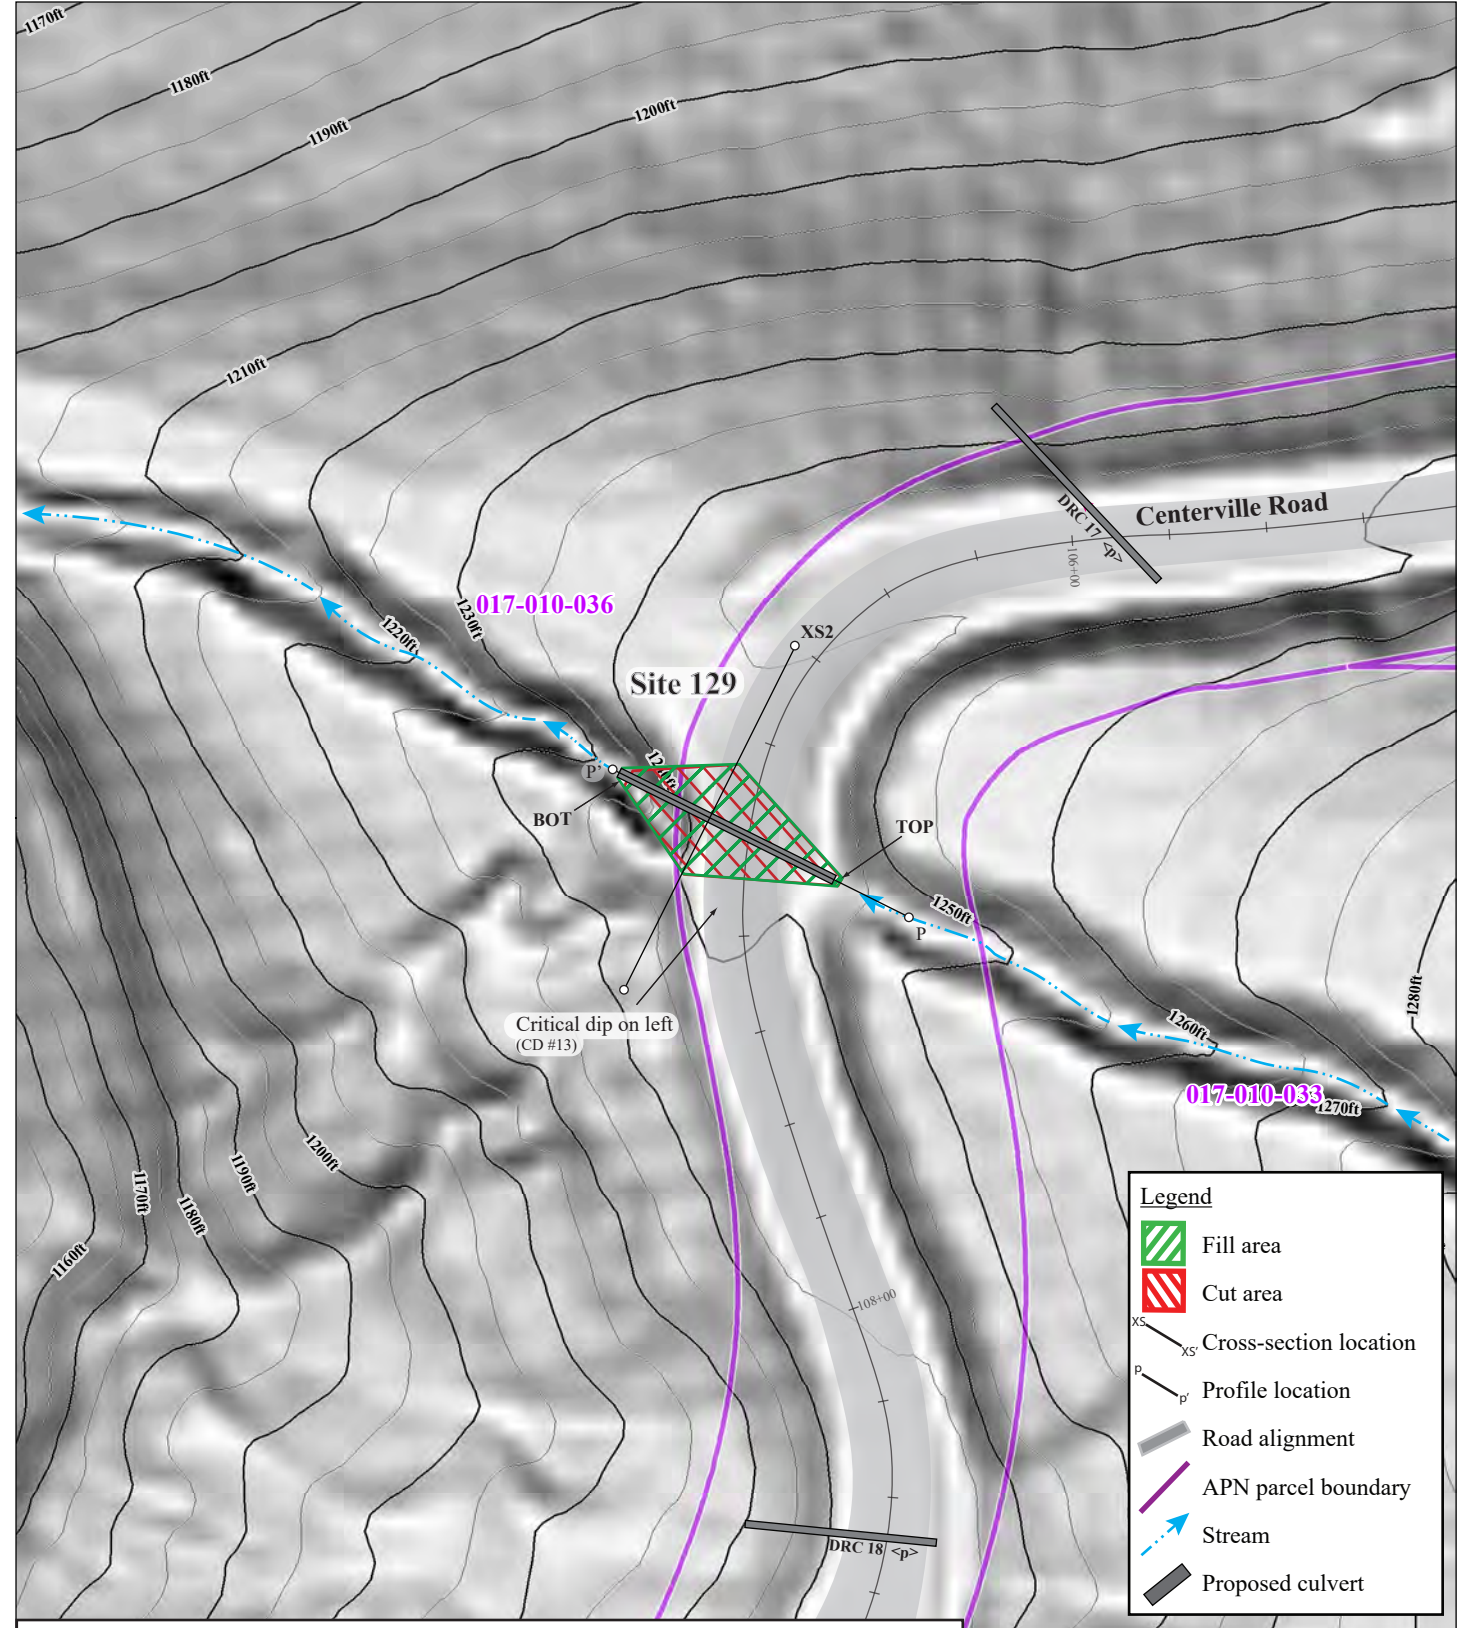 1170ft
1180ft
1190ft
1200ft
1210ft
Centerville Road
DRC 17 <p>
106+00
1230ft
017-010-036
1220ft
XS2
Site 129
P'
BOT
TOP
1250ft
P
1280ft
Critical dip on left
(CD #13)
1260ft
017-010-033
1270ft
1200ft
1190ft
1170ft
1180ft
1160ft
108+00
DRC 18 <p>
Legend
Fill area
Cut area
XS
XS'
Cross-section location
P
P'
Profile location
Road alignment
APN parcel boundary
Stream
Proposed culvert